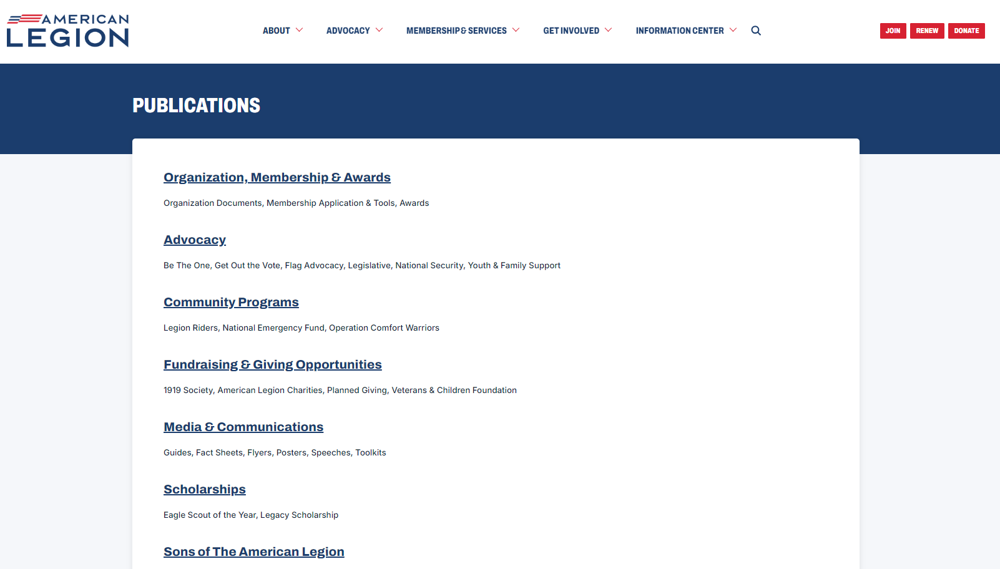 AMERICAN
LEGION
ABOUT
ADVOCACY
MEMBERSHIP & SERVICES
GET INVOLVED
INFORMATION CENTER
JOIN
RENEW
DONATE
PUBLICATIONS
Organization, Membership & Awards
Organization Documents, Membership Application & Tools, Awards
Advocacy
Be The One, Get Out the Vote, Flag Advocacy, Legislative, National Security, Youth & Family Support
Community Programs
Legion Riders, National Emergency Fund, Operation Comfort Warriors
Fundraising & Giving Opportunities
1919 Society, American Legion Charities, Planned Giving, Veterans & Children Foundation
Media & Communications
Guides, Fact Sheets, Flyers, Posters, Speeches, Toolkits
Scholarships
Eagle Scout of the Year, Legacy Scholarship
Sons of The American Legion